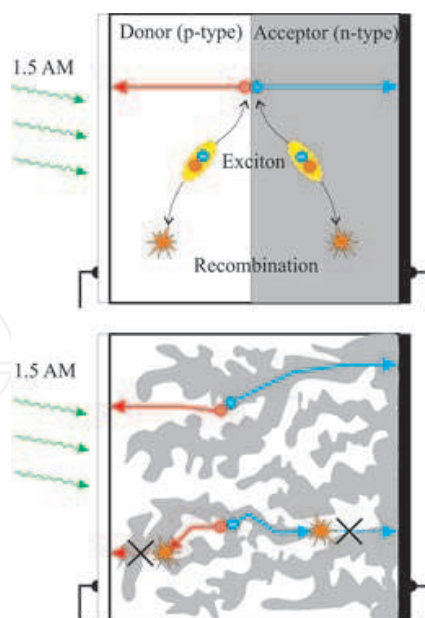 Donor (p-type) Acceptor (n-type)
1.5 AM
Exciton
Recombination
1.5 AM